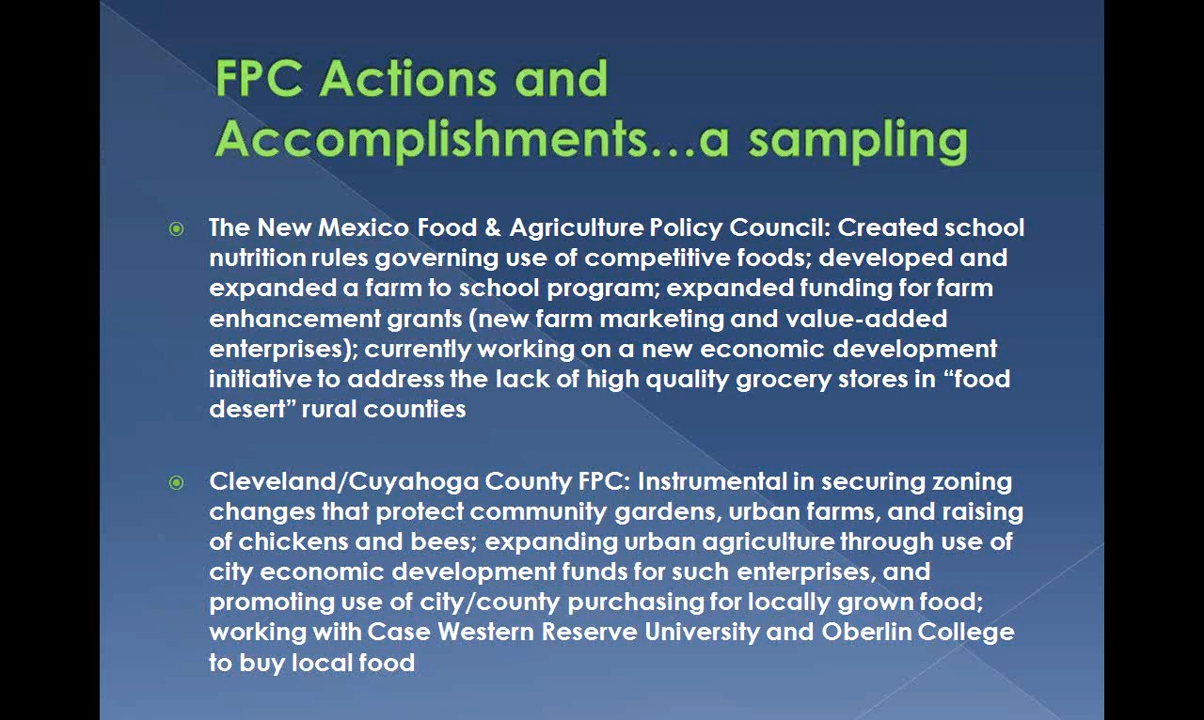 FPC Actions and
Accomplishments...a sampling
The New Mexico Food & Agriculture Policy Council: Created school
nutrition rules governing use of competitive foods; developed and
expanded a farm to school program; expanded funding for farm
enhancement grants (new farm marketing and value-added
enterprises); currently working on a new economic development
initiative to address the lack of high quality grocery stores in “food
desert” rural counties
Cleveland/Cuyahoga County FPC: Instrumental in securing zoning
changes that protect community gardens, urban farms, and raising
of chickens and bees; expanding urban agriculture through use of
city economic development funds for such enterprises, and
promoting use of city/county purchasing for locally grown food;
working with Case Western Reserve University and Oberlin College
to buy local food